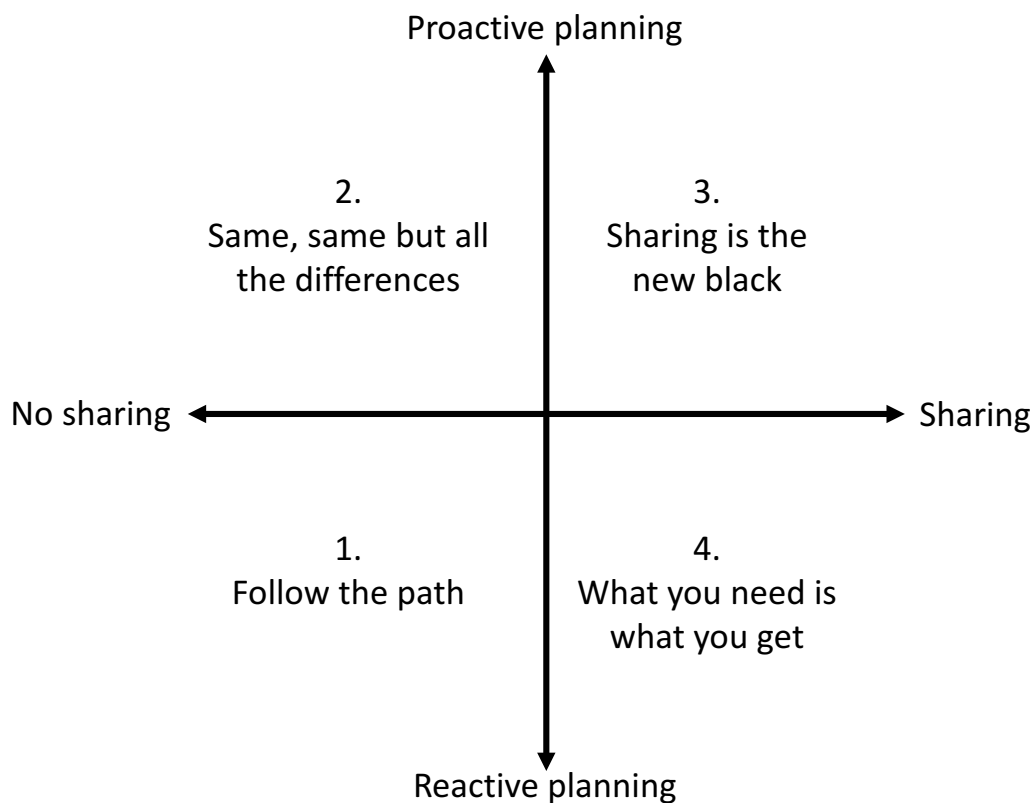 Proactive planning
2.
Same, same but all
the differences
3.
Sharing is the
new black
No sharing
Sharing
1.
Follow the path
4.
What you need is
what you get
Reactive planning